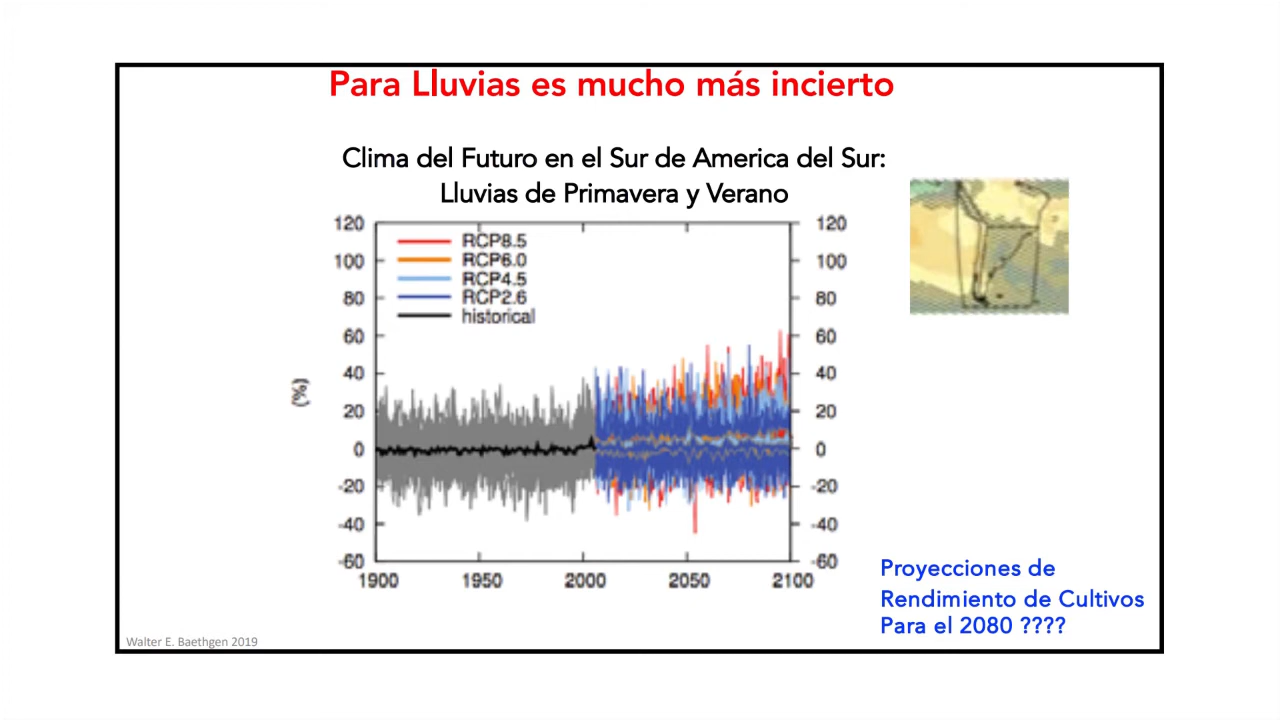 Para Lluvias es mucho más incierto
Clima del Futuro en el Sur de America del Sur:
Lluvias de Primavera y Verano
120
100
80
60
40
20
0
-20
-40
-60
(%)
RCP8.5
RCP6.0
RCP4.5
RCP2.6
historical
120
100
80
60
40
20
0
-20
-40
-60
1900 1950 2000 2050 2100
Proyecciones de
Rendimiento de Cultivos
Para el 2080 ????
Walter E. Baethgen 2019